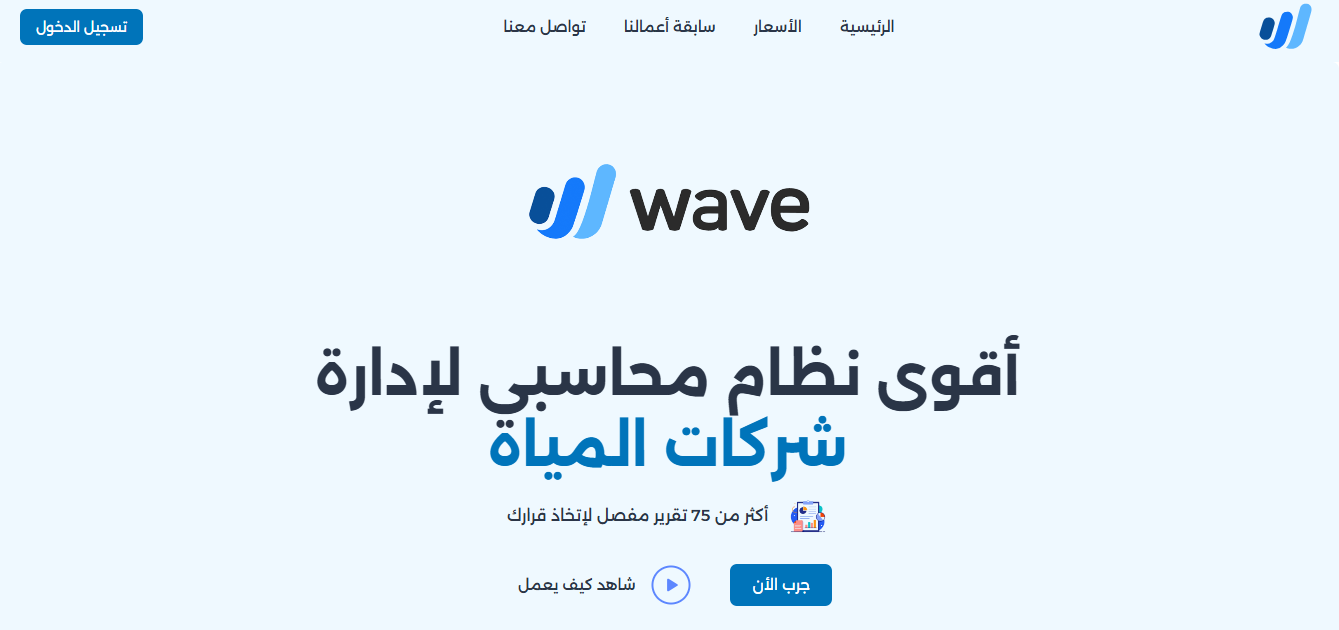 الرئيسية
الأسعار
سابقة أعمالنا
تواصل معنا
تسجيل الدخول
wave
أقوى نظام محاسبي لإدارة
شركات المياة
أكثر من 75 تقرير مفصل لإتخاذ قرارك
جرب الأن
شاهد كيف يعمل